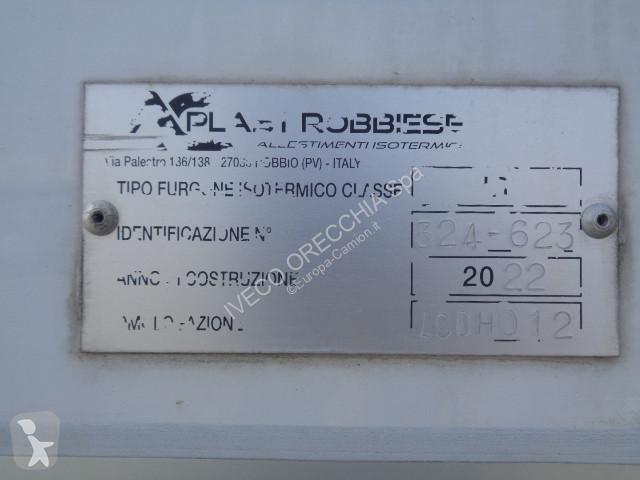 PLAST ROBBIESE
ALLESTIMENTI ISOTERMICI
Via Palestro 136/138 27038 ROBBIO (PV) - ITALY
TIPO FURGONE ISOTERMICO CLASSE
IDENTIFICAZIONE N° 324-623
ANNO DI COSTRUZIONE 2022
OMOLOGAZIONE
IVECO ORECCHIA Spa
©Europa-Camion.it